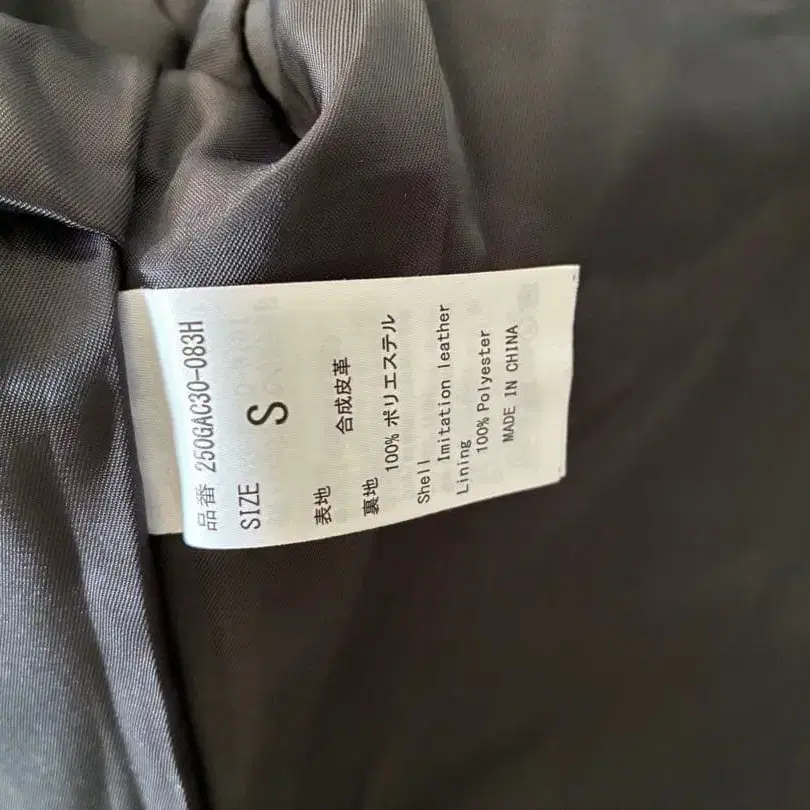 品番 250GAC30-083H
SIZE S
表地
合成皮革
裏地
100% ポリエステル
Shell
Imitation leather
Lining
100% Polyester
MADE IN CHINA